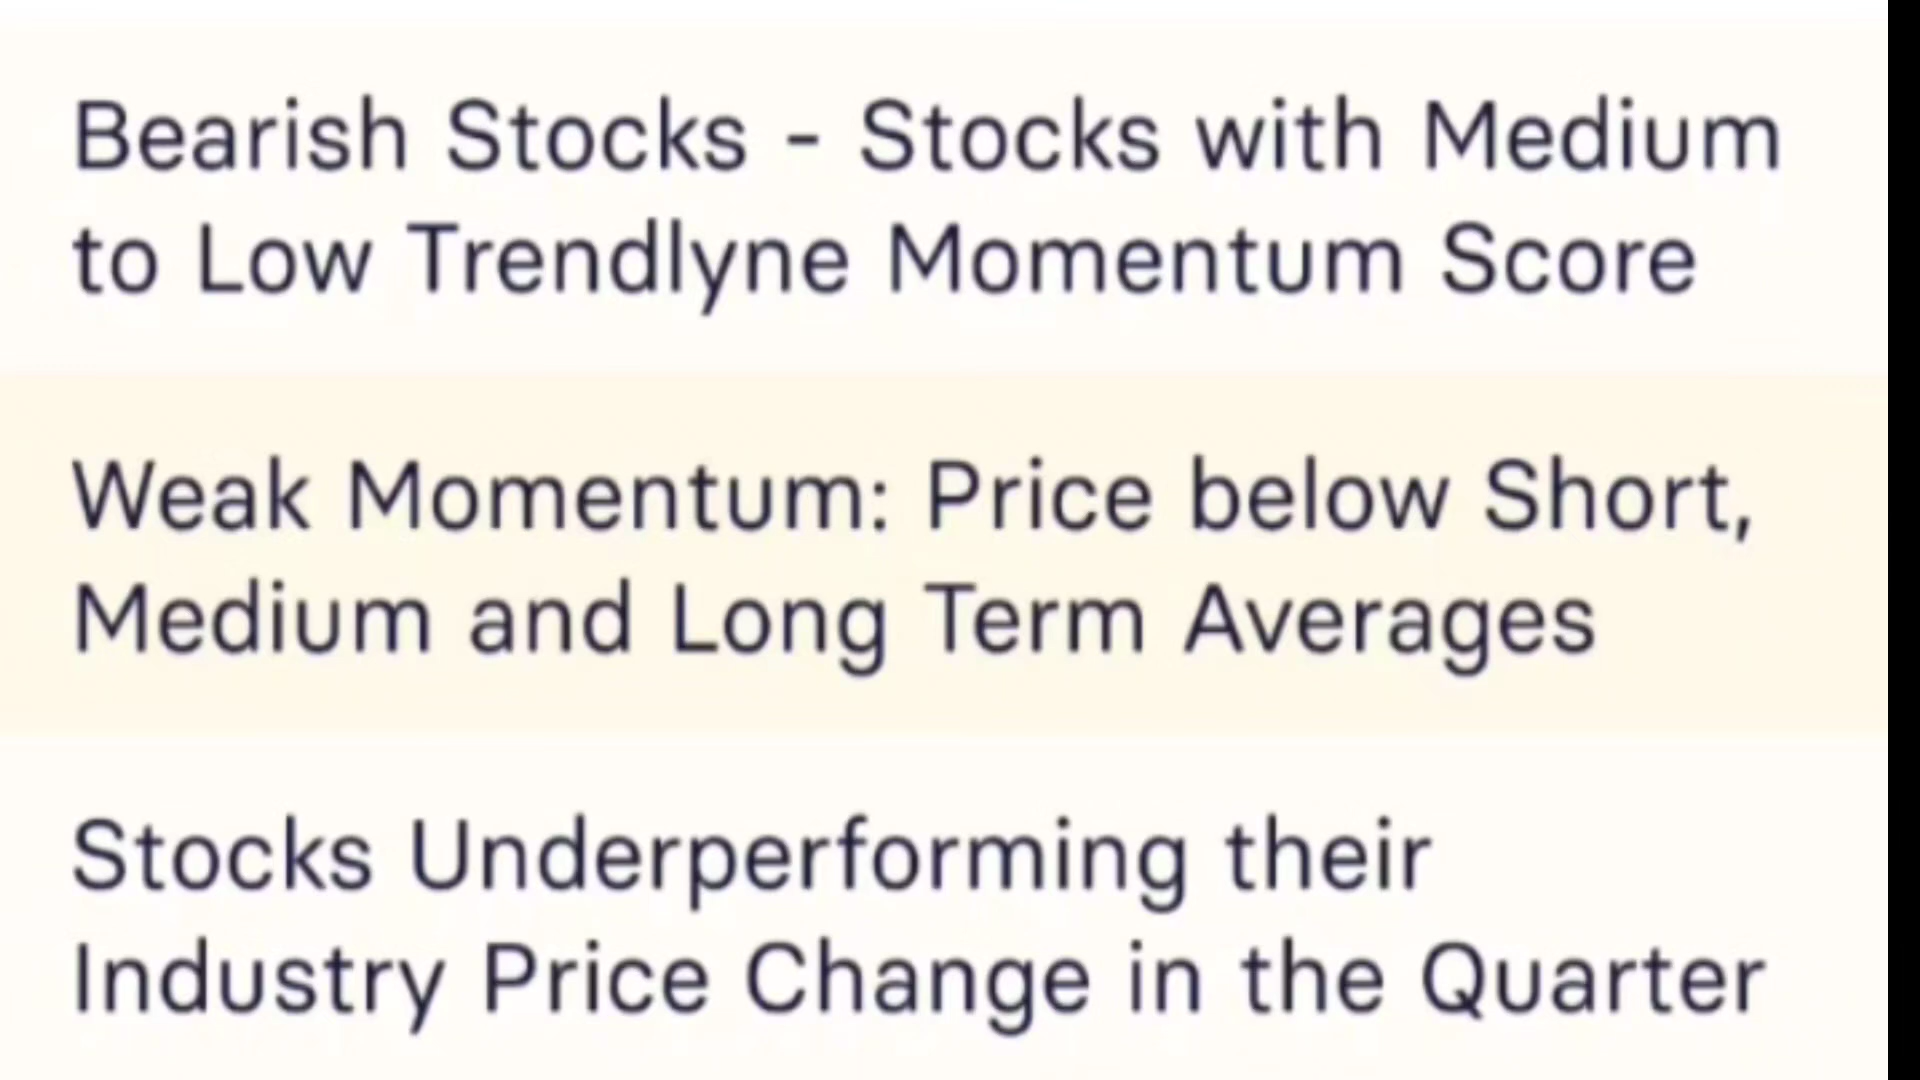 Bearish Stocks - Stocks with Medium
to Low Trendlyne Momentum Score
Weak Momentum: Price below Short,
Medium and Long Term Averages
Stocks Underperforming their
Industry Price Change in the Quarter